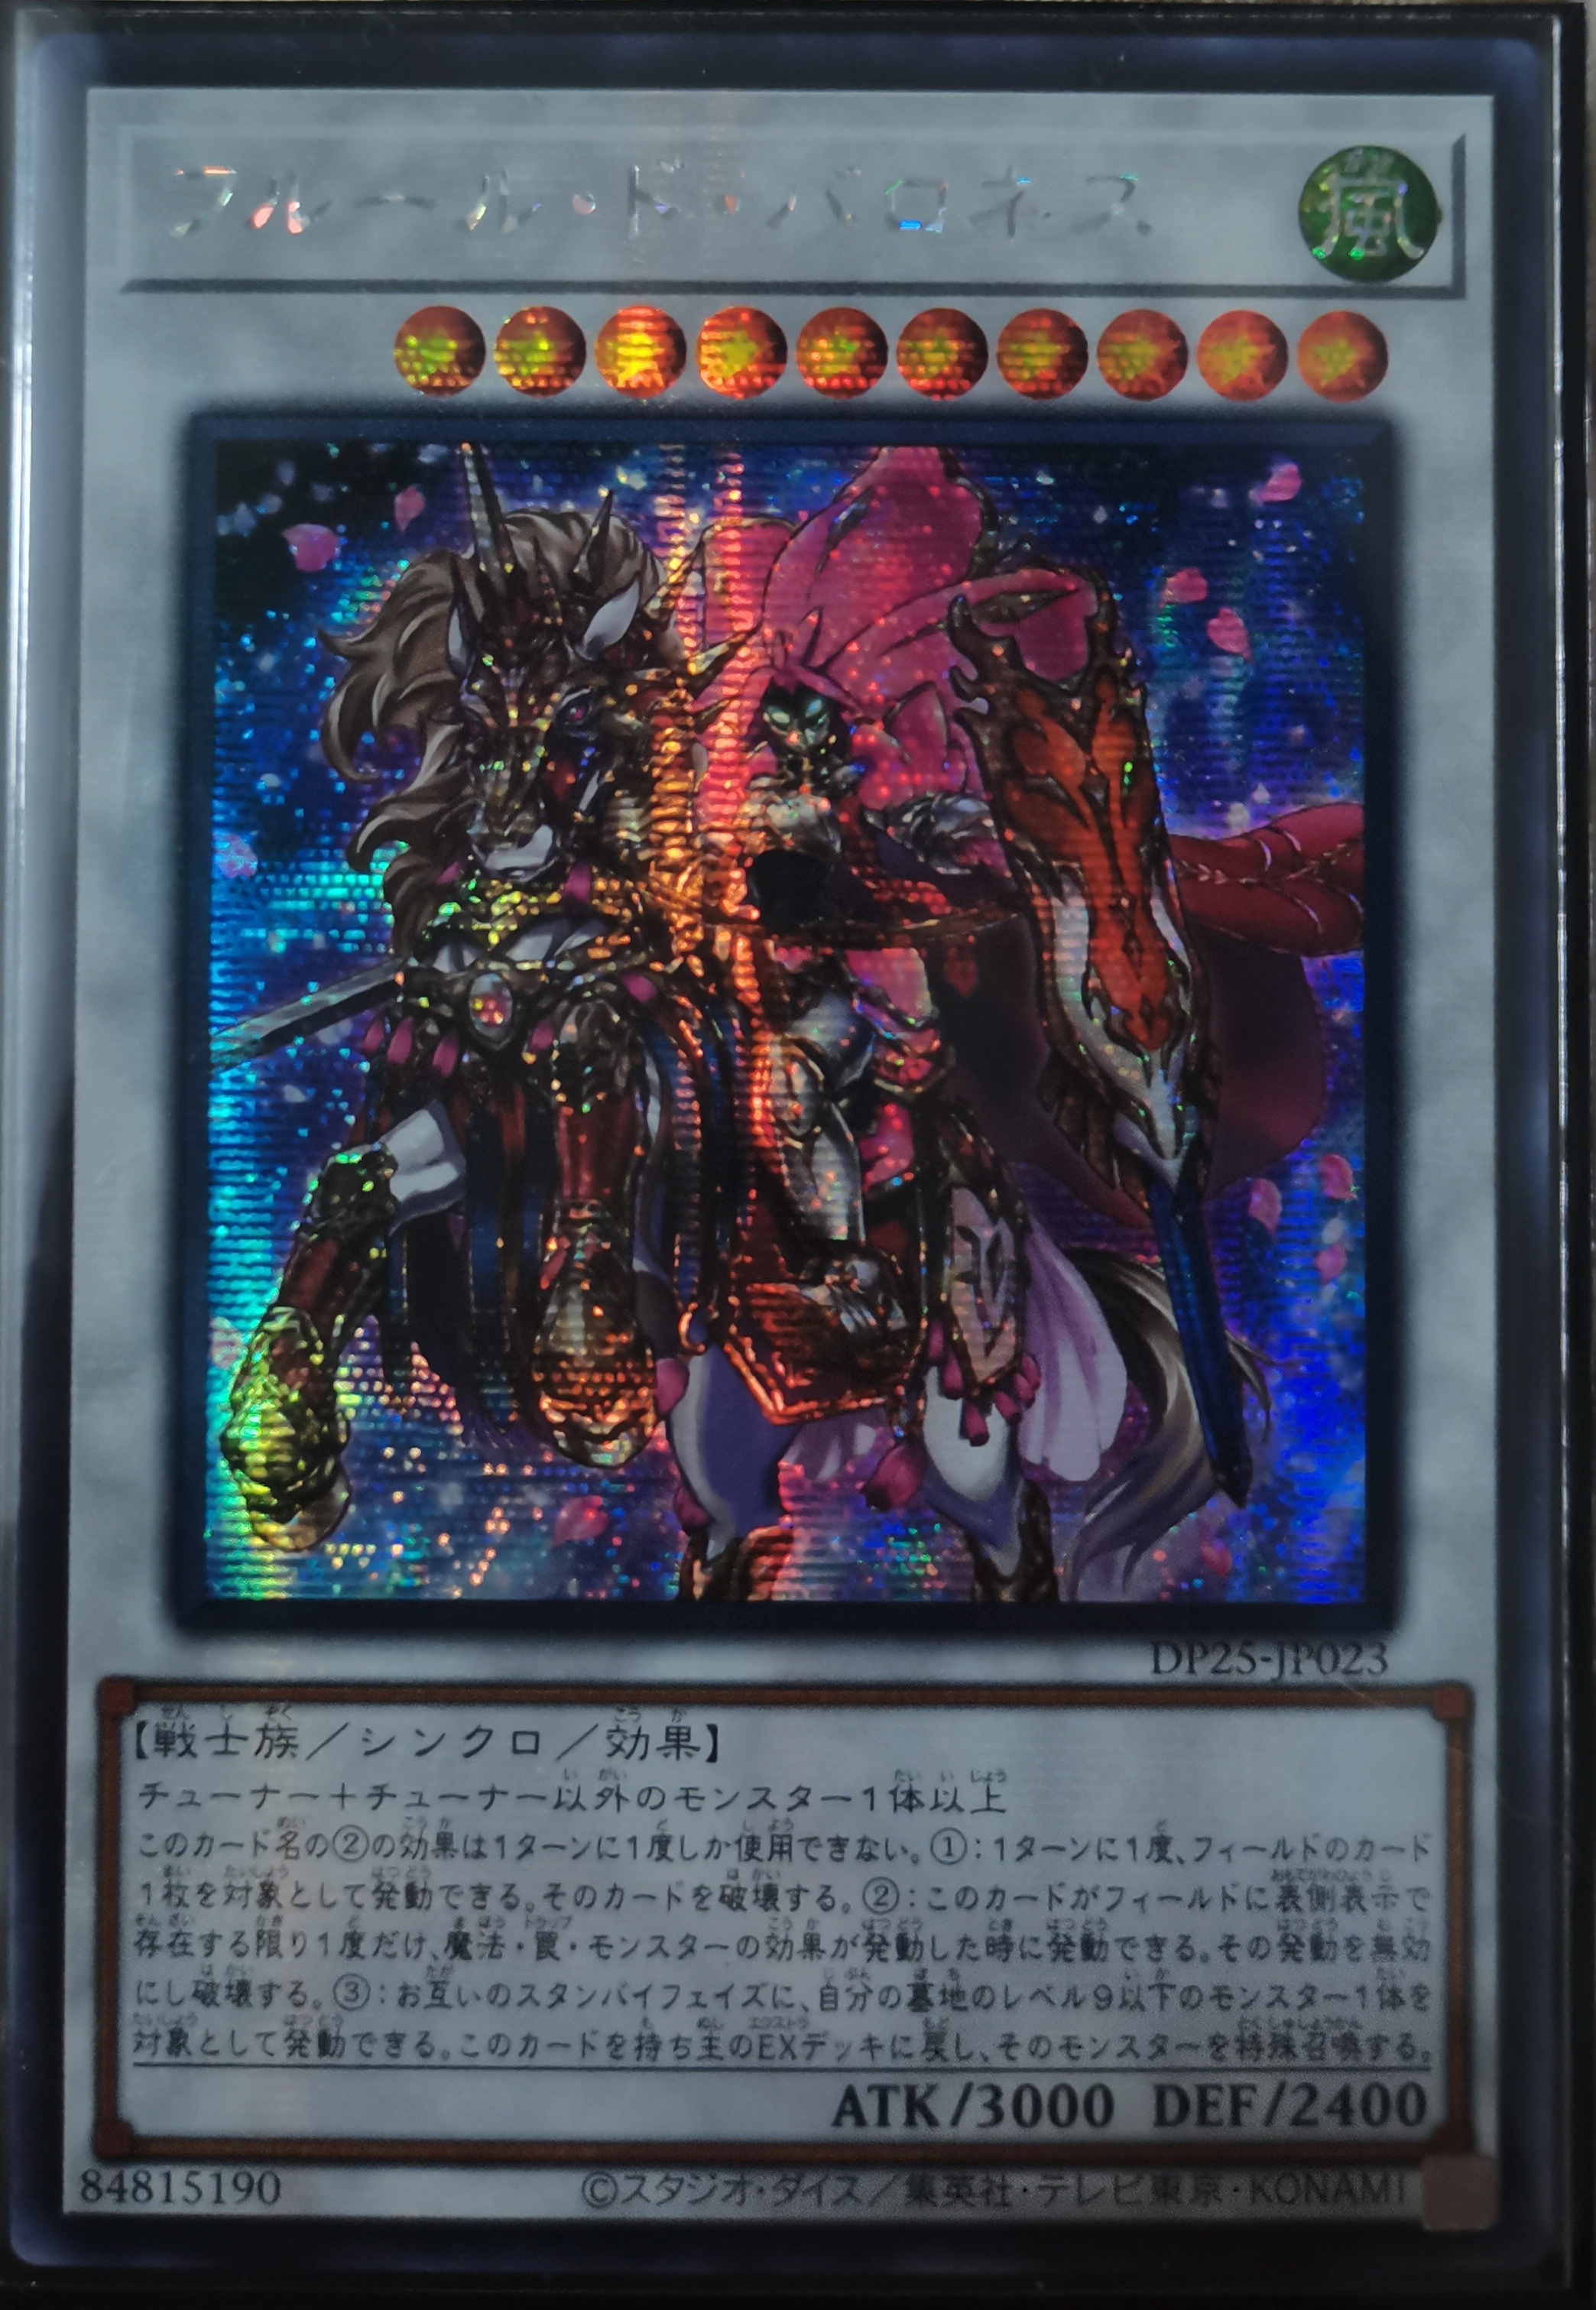 フルール・ド・バロネス
風
DP25-JP023
【戦士族／シンクロ／効果】
チューナー＋チューナー以外のモンスター1体以上
このカード名の②の効果は1ターンに1度しか使用できない。①：1ターンに1度、フィールドのカード
1枚を対象として発動できる。そのカードを破壊する。②：このカードがフィールドに表側表示で
存在する限り1度だけ、魔法・罠・モンスターの効果が発動した時に発動できる。その発動を無効
にし破壊する。③：お互いのスタンバイフェイズに、自分の墓地のレベル9以下のモンスター1体を
対象として発動できる。このカードを持ち主のEXデッキに戻し、そのモンスターを特殊召喚する。
ATK/3000 DEF/2400
84815190 ©スタジオ・ダイス／集英社・テレビ東京・KONAMI